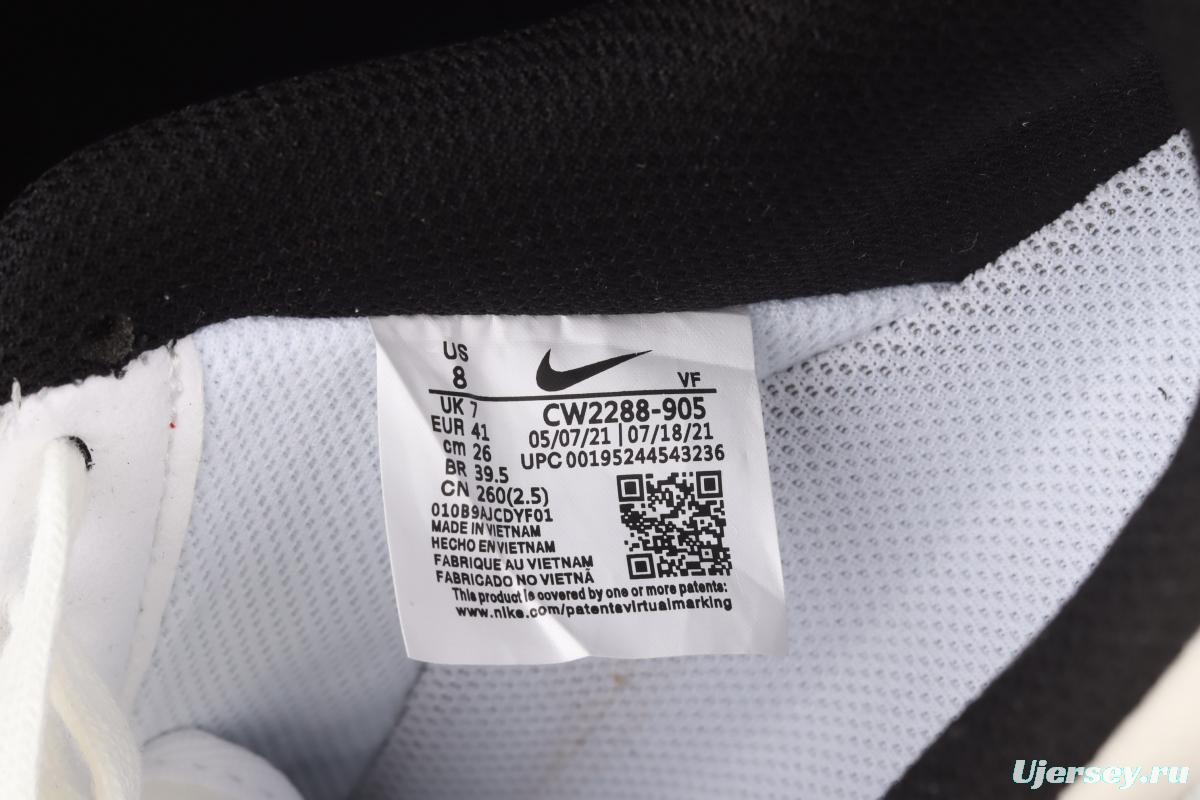 US
8
VF
UK 7
EUR 41
cm 26
BR 39.5
CN 260(2.5)
CW2288-905
05/07/21 | 07/18/21
UPC 00195244543236
010B9AJCDYF01
MADE IN VIETNAM
HECHO EN VIETNAM
FABRIQUE AU VIETNAM
FABRICADO NO VIETNÃ
This product is covered by one or more patents:
www.nike.com/patentsvirtualmarking
Ujersey.ru